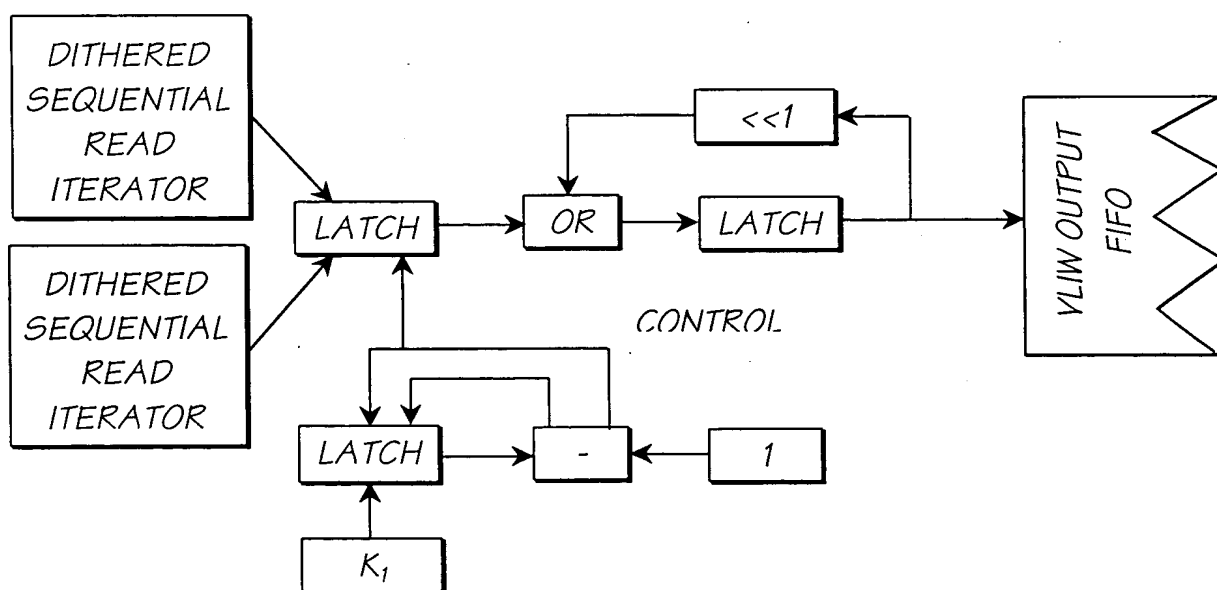 DITHERED
SEQUENTIAL
READ
ITERATOR
<<1
LATCH
OR
LATCH
VLIW OUTPUT
FIFO
DITHERED
SEQUENTIAL
READ
ITERATOR
CONTROL
LATCH
-
1
K₁